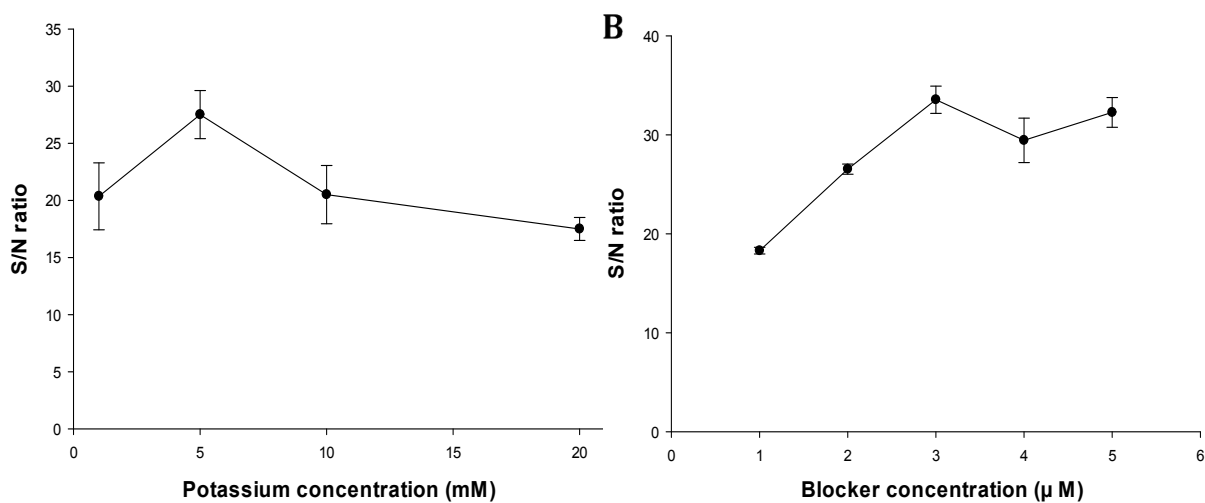 35
30
25
20
15
10
5
0
S/N ratio
0 5 10 15 20
Potassium concentration (mM)
B
40
30
20
10
0
S/N ratio
0 1 2 3 4 5 6
Blocker concentration (µ M)